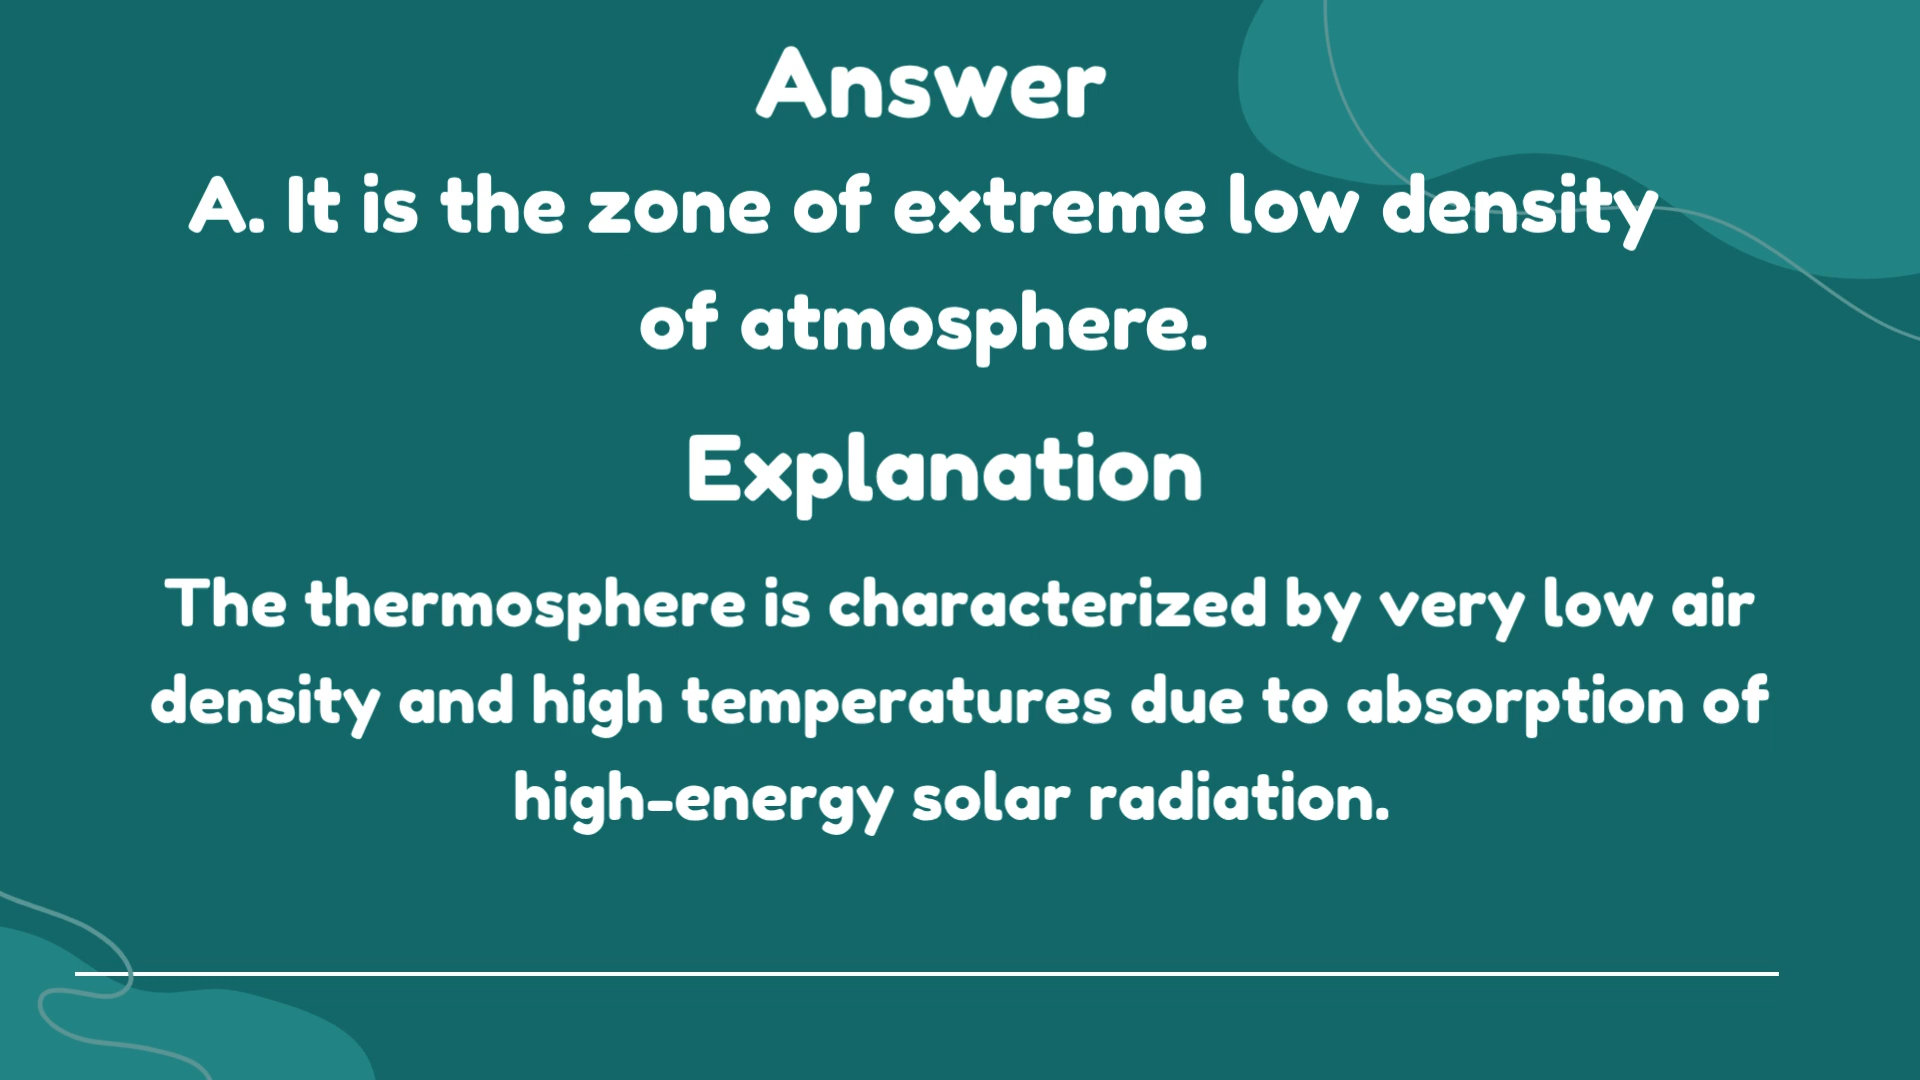 Answer
A. It is the zone of extreme low density
of atmosphere.
Explanation
The thermosphere is characterized by very low air
density and high temperatures due to absorption of
high-energy solar radiation.